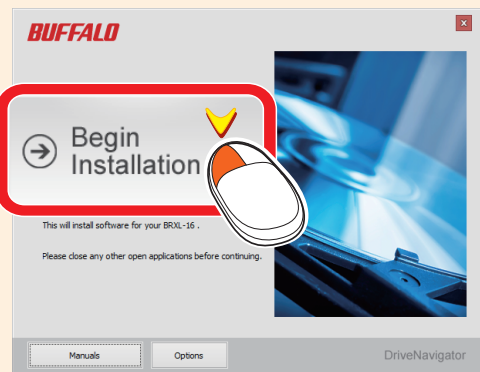 BUFFALO
Begin
Installation
This will install software for your BRXL-16 .
Please close any other open applications before continuing.
Manuals
Options
DriveNavigator